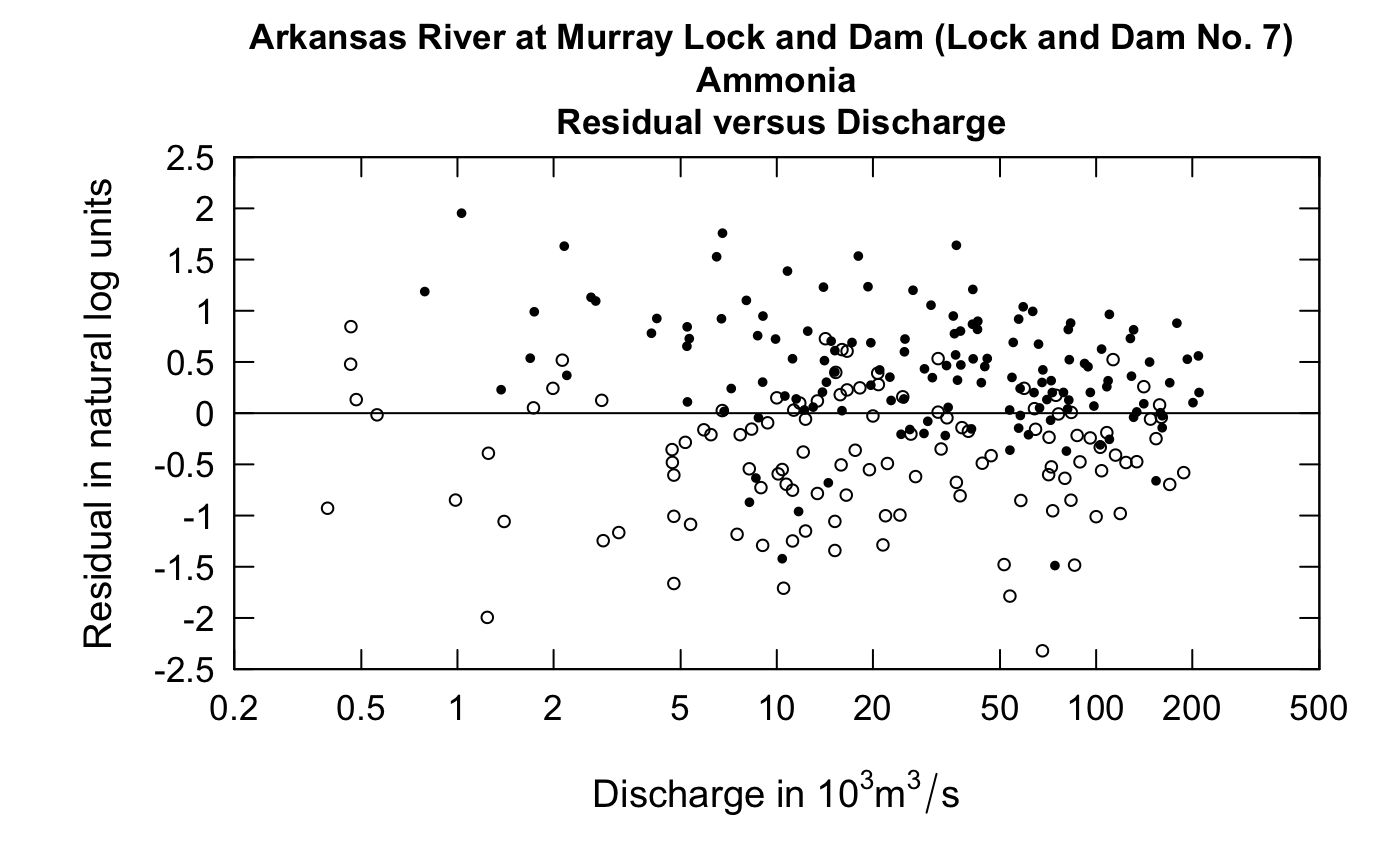 Arkansas River at Murray Lock and Dam (Lock and Dam No. 7)
Ammonia
Residual versus Discharge
Residual in natural log units
2.5
2
1.5
1
0.5
0
-0.5
-1
-1.5
-2
-2.5
0.2 0.5 1 2 5 10 20 50 100 200 500
Discharge in 10³m³/s